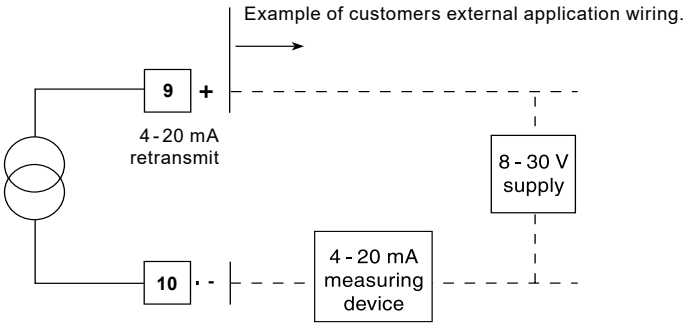 Example of customers external application wiring.
9 +
4-20 mA
retransmit
8 - 30 V
supply
4 - 20 mA
measuring
device
10 -